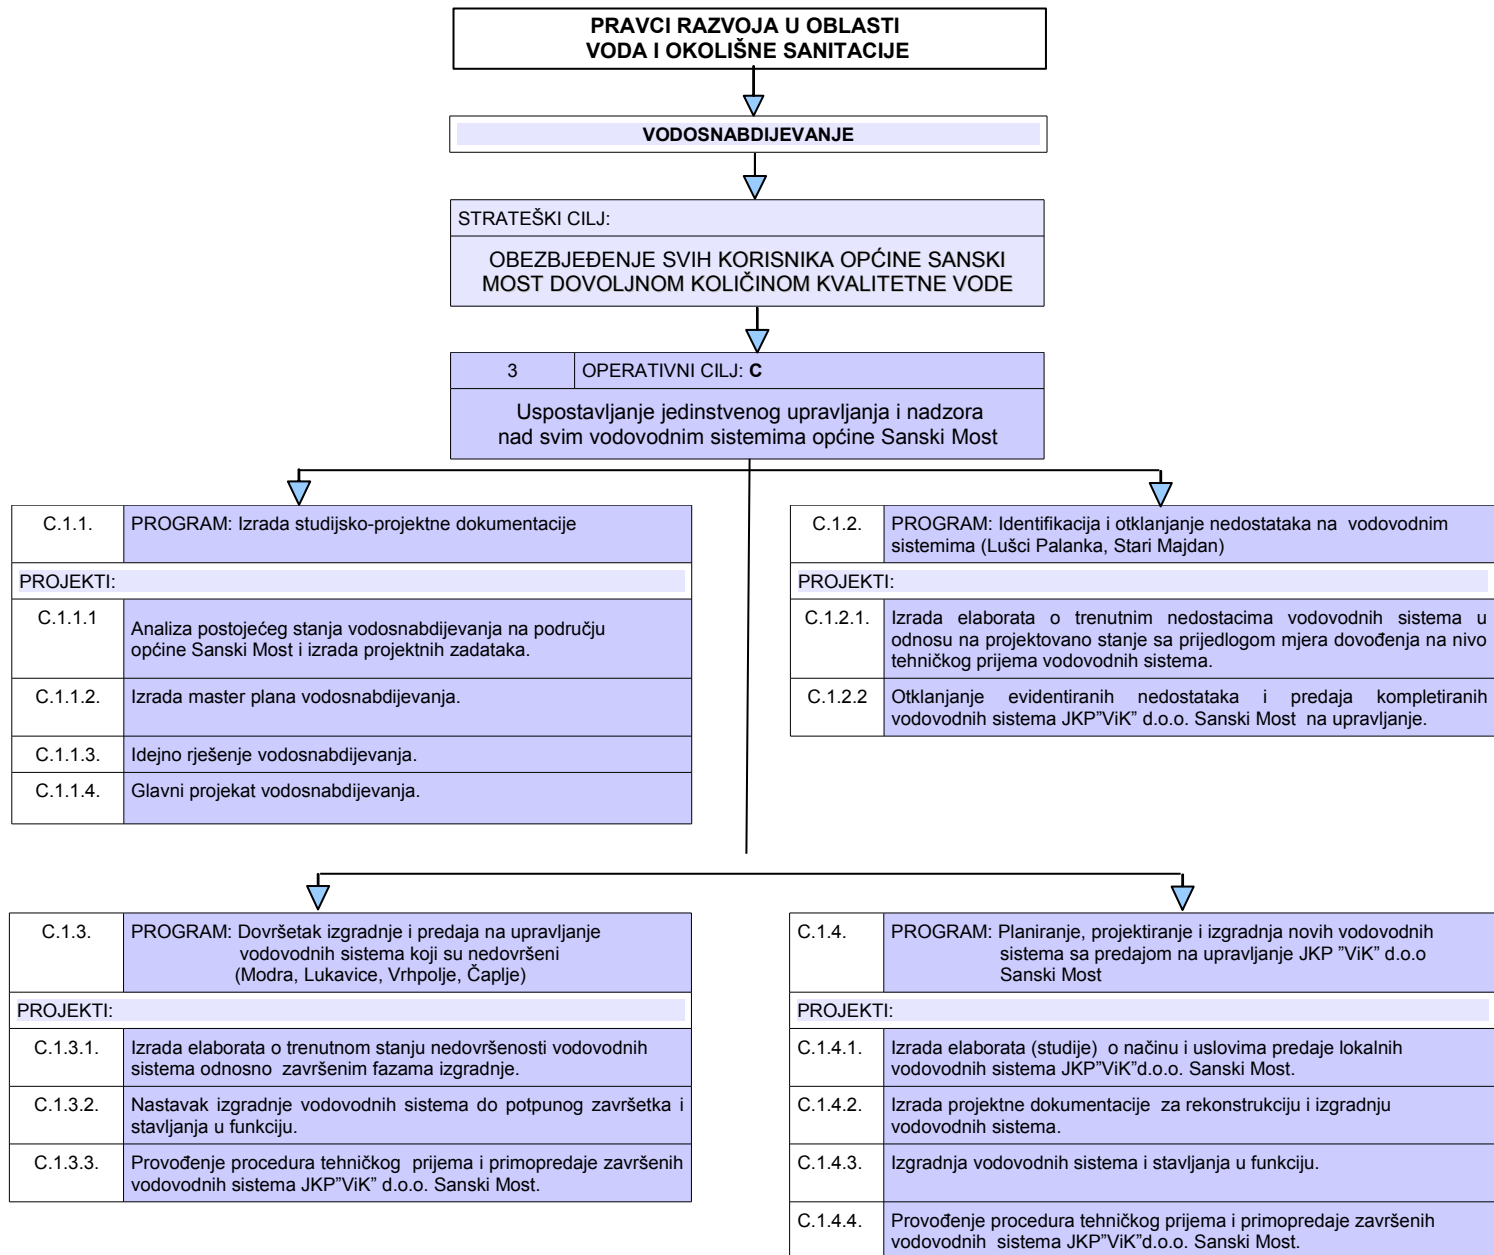 PRAVCI RAZVOJA U OBLASTI
VODA I OKOLIŠNE SANITACIJE
VODOSNABDIJEVANJE
STRATEŠKI CILJ:
OBEZBJEĐENJE SVIH KORISNIKA OPĆINE SANSKI
MOST DOVOLJNOM KOLIČINOM KVALITETNE VODE
3 OPERATIVNI CILJ: C
Uspostavljanje jedinstvenog upravljanja i nadzora
nad svim vodovodnim sistemima općine Sanski Most
C.1.1. PROGRAM: Izrada studijsko-projektne dokumentacije
PROJEKTI:
C.1.1.1 Analiza postojećeg stanja vodosnabdijevanja na području
općine Sanski Most i izrada projektnih zadataka.
C.1.1.2. Izrada master plana vodosnabdijevanja.
C.1.1.3. Idejno rješenje vodosnabdijevanja.
C.1.1.4. Glavni projekat vodosnabdijevanja.
C.1.2. PROGRAM: Identifikacija i otklanjanje nedostataka na vodovodnim
sistemima (Lušci Palanka, Stari Majdan)
PROJEKTI:
C.1.2.1. Izrada elaborata o trenutnim nedostacima vodovodnih sistema u
odnosu na projektovano stanje sa prijedlogom mjera dovođenja na nivo
tehničkog prijema vodovodnih sistema.
C.1.2.2 Otklanjanje evidentiranih nedostataka i predaja kompletiranih
vodovodnih sistema JKP"ViK" d.o.o. Sanski Most na upravljanje.
C.1.3. PROGRAM: Dovršetak izgradnje i predaja na upravljanje
vodovodnih sistema koji su nedovršeni
(Modra, Lukavice, Vrhpolje, Čaplje)
PROJEKTI:
C.1.3.1. Izrada elaborata o trenutnom stanju nedovršenosti vodovodnih
sistema odnosno završenim fazama izgradnje.
C.1.3.2. Nastavak izgradnje vodovodnih sistema do potpunog završetka i
stavljanja u funkciju.
C.1.3.3. Provođenje procedura tehničkog prijema i primopredaje završenih
vodovodnih sistema JKP"ViK" d.o.o. Sanski Most.
C.1.4. PROGRAM: Planiranje, projektiranje i izgradnja novih vodovodnih
sistema sa predajom na upravljanje JKP "ViK" d.o.o
Sanski Most
PROJEKTI:
C.1.4.1. Izrada elaborata (studije) o načinu i uslovima predaje lokalnih
vodovodnih sistema JKP"ViK"d.o.o. Sanski Most.
C.1.4.2. Izrada projektne dokumentacije za rekonstrukciju i izgradnju
vodovodnih sistema.
C.1.4.3. Izgradnja vodovodnih sistema i stavljanja u funkciju.
C.1.4.4. Provođenje procedura tehničkog prijema i primopredaje završenih
vodovodnih sistema JKP"ViK"d.o.o. Sanski Most.